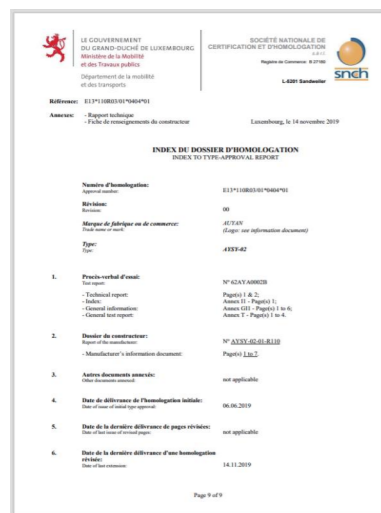 LE GOUVERNEMENT
DU GRAND-DUCHÉ DE LUXEMBOURG
Ministère de la Mobilité
et des Travaux publics
Département de la mobilité
et des transports
SOCIÉTÉ NATIONALE DE
CERTIFICATION ET D'HOMOLOGATION
Registre de Commerce: B 27180
L-5201 Sandweiler
snch
Référence: E13*110R03/01*0404*01
Annexes: - Rapport technique
- Fiche de renseignements du constructeur
Luxembourg, le 14 novembre 2019
INDEX DU DOSSIER D'HOMOLOGATION
INDEX TO TYPE-APPROVAL REPORT
Numéro d'homologation:
Approval number: E13*110R03/01*0404*01
Révision:
Revision: 00
Marque de fabrique ou de commerce: AUYAN
Trade name or mark: (Logo: see information document)
Type:
Type: AYSY-02
1. Procès-verbal d'essai: N° 62AYA0002B
Test report:
- Technical report: Page(s) 1 & 2;
- Index: Annex II - Page(s) 1;
- General information: Annex GII - Page(s) 1 to 6;
- General test report: Annex T - Page(s) 1 to 4.
2. Dossier du constructeur:
Report of the manufacturer: N° AYSY-02-01-R110
- Manufacturer's information document: Page(s) 1 to 7.
3. Autres documents annexés:
Other documents annexed: not applicable
4. Date de délivrance de l'homologation initiale:
Date of issue of initial type approval: 06.06.2019
5. Date de la dernière délivrance de pages révisées:
Date of last issue of revised pages: not applicable
6. Date de la dernière délivrance d'une homologation
révisée:
Date of last extension: 14.11.2019
Page 9 of 9